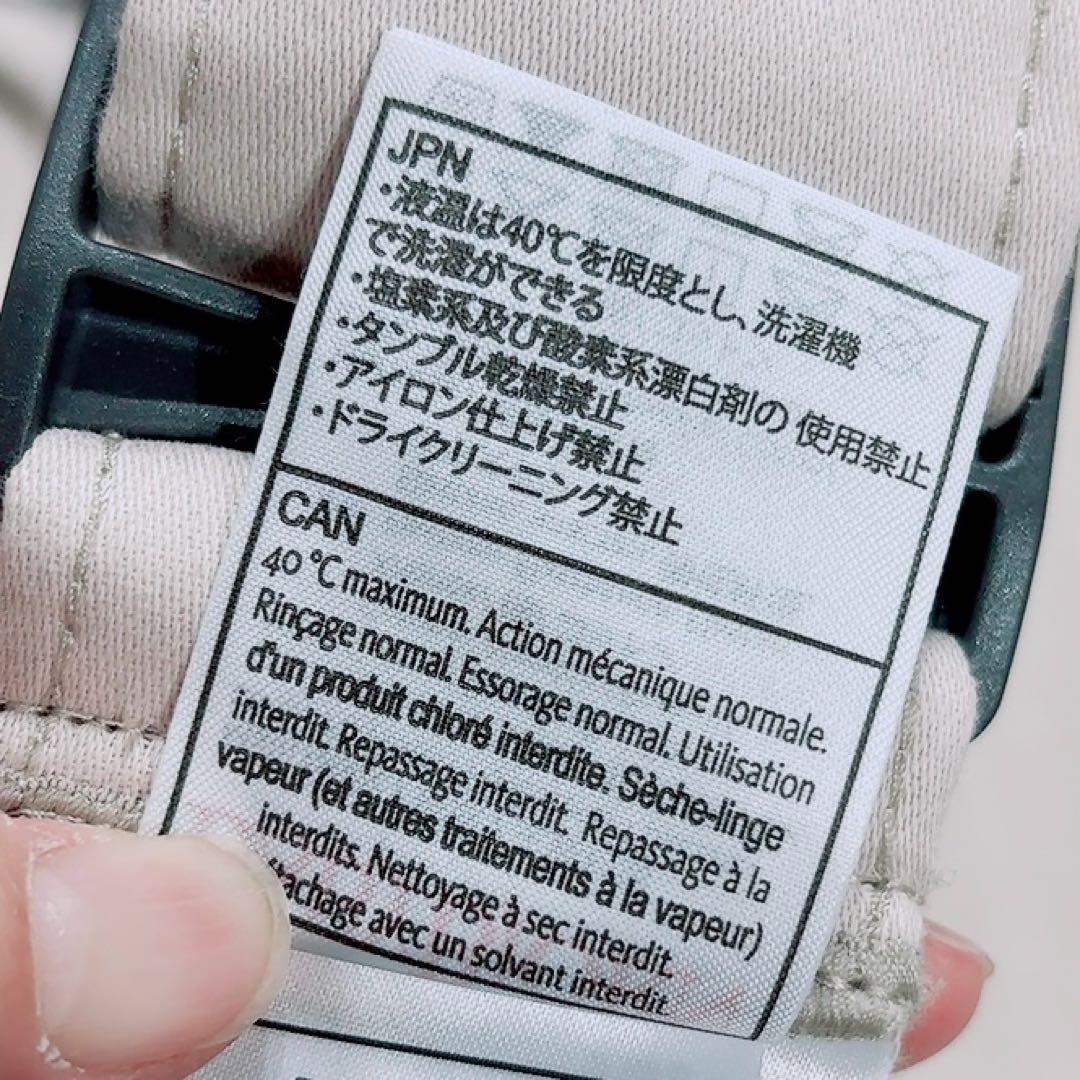 JPN
・液温は40℃を限度とし、洗濯機
で洗濯ができる
・塩素系及び酸素系漂白剤の 使用禁止
・タンブル乾燥禁止
・アイロン仕上げ禁止
・ドライクリーニング禁止
CAN
40 °C maximum. Action mécanique normale.
Rinçage normal. Essorage normal. Utilisation
d'un produit chloré interdite. Sèche-linge
interdit. Repassage interdit. Repassage à la
vapeur (et autres traitements à la vapeur)
interdits. Nettoyage à sec interdit.
avec un solvant interdit.